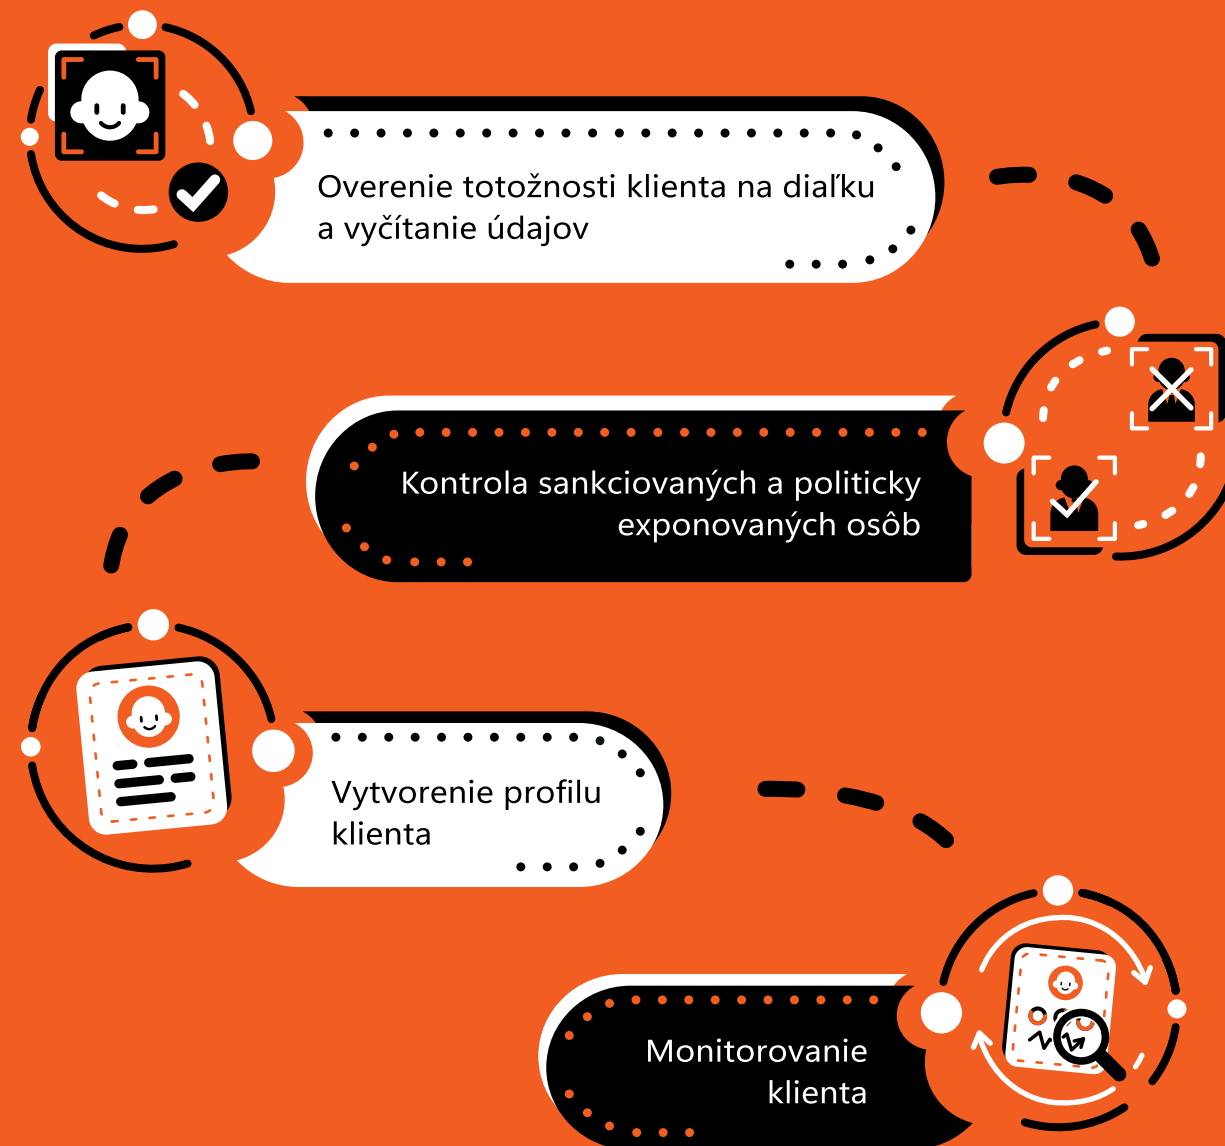 Overenie totožnosti klienta na diaľku
a vyčítanie údajov
Kontrola sankciovaných a politicky
exponovaných osôb
Vytvorenie profilu
klienta
Monitorovanie
klienta